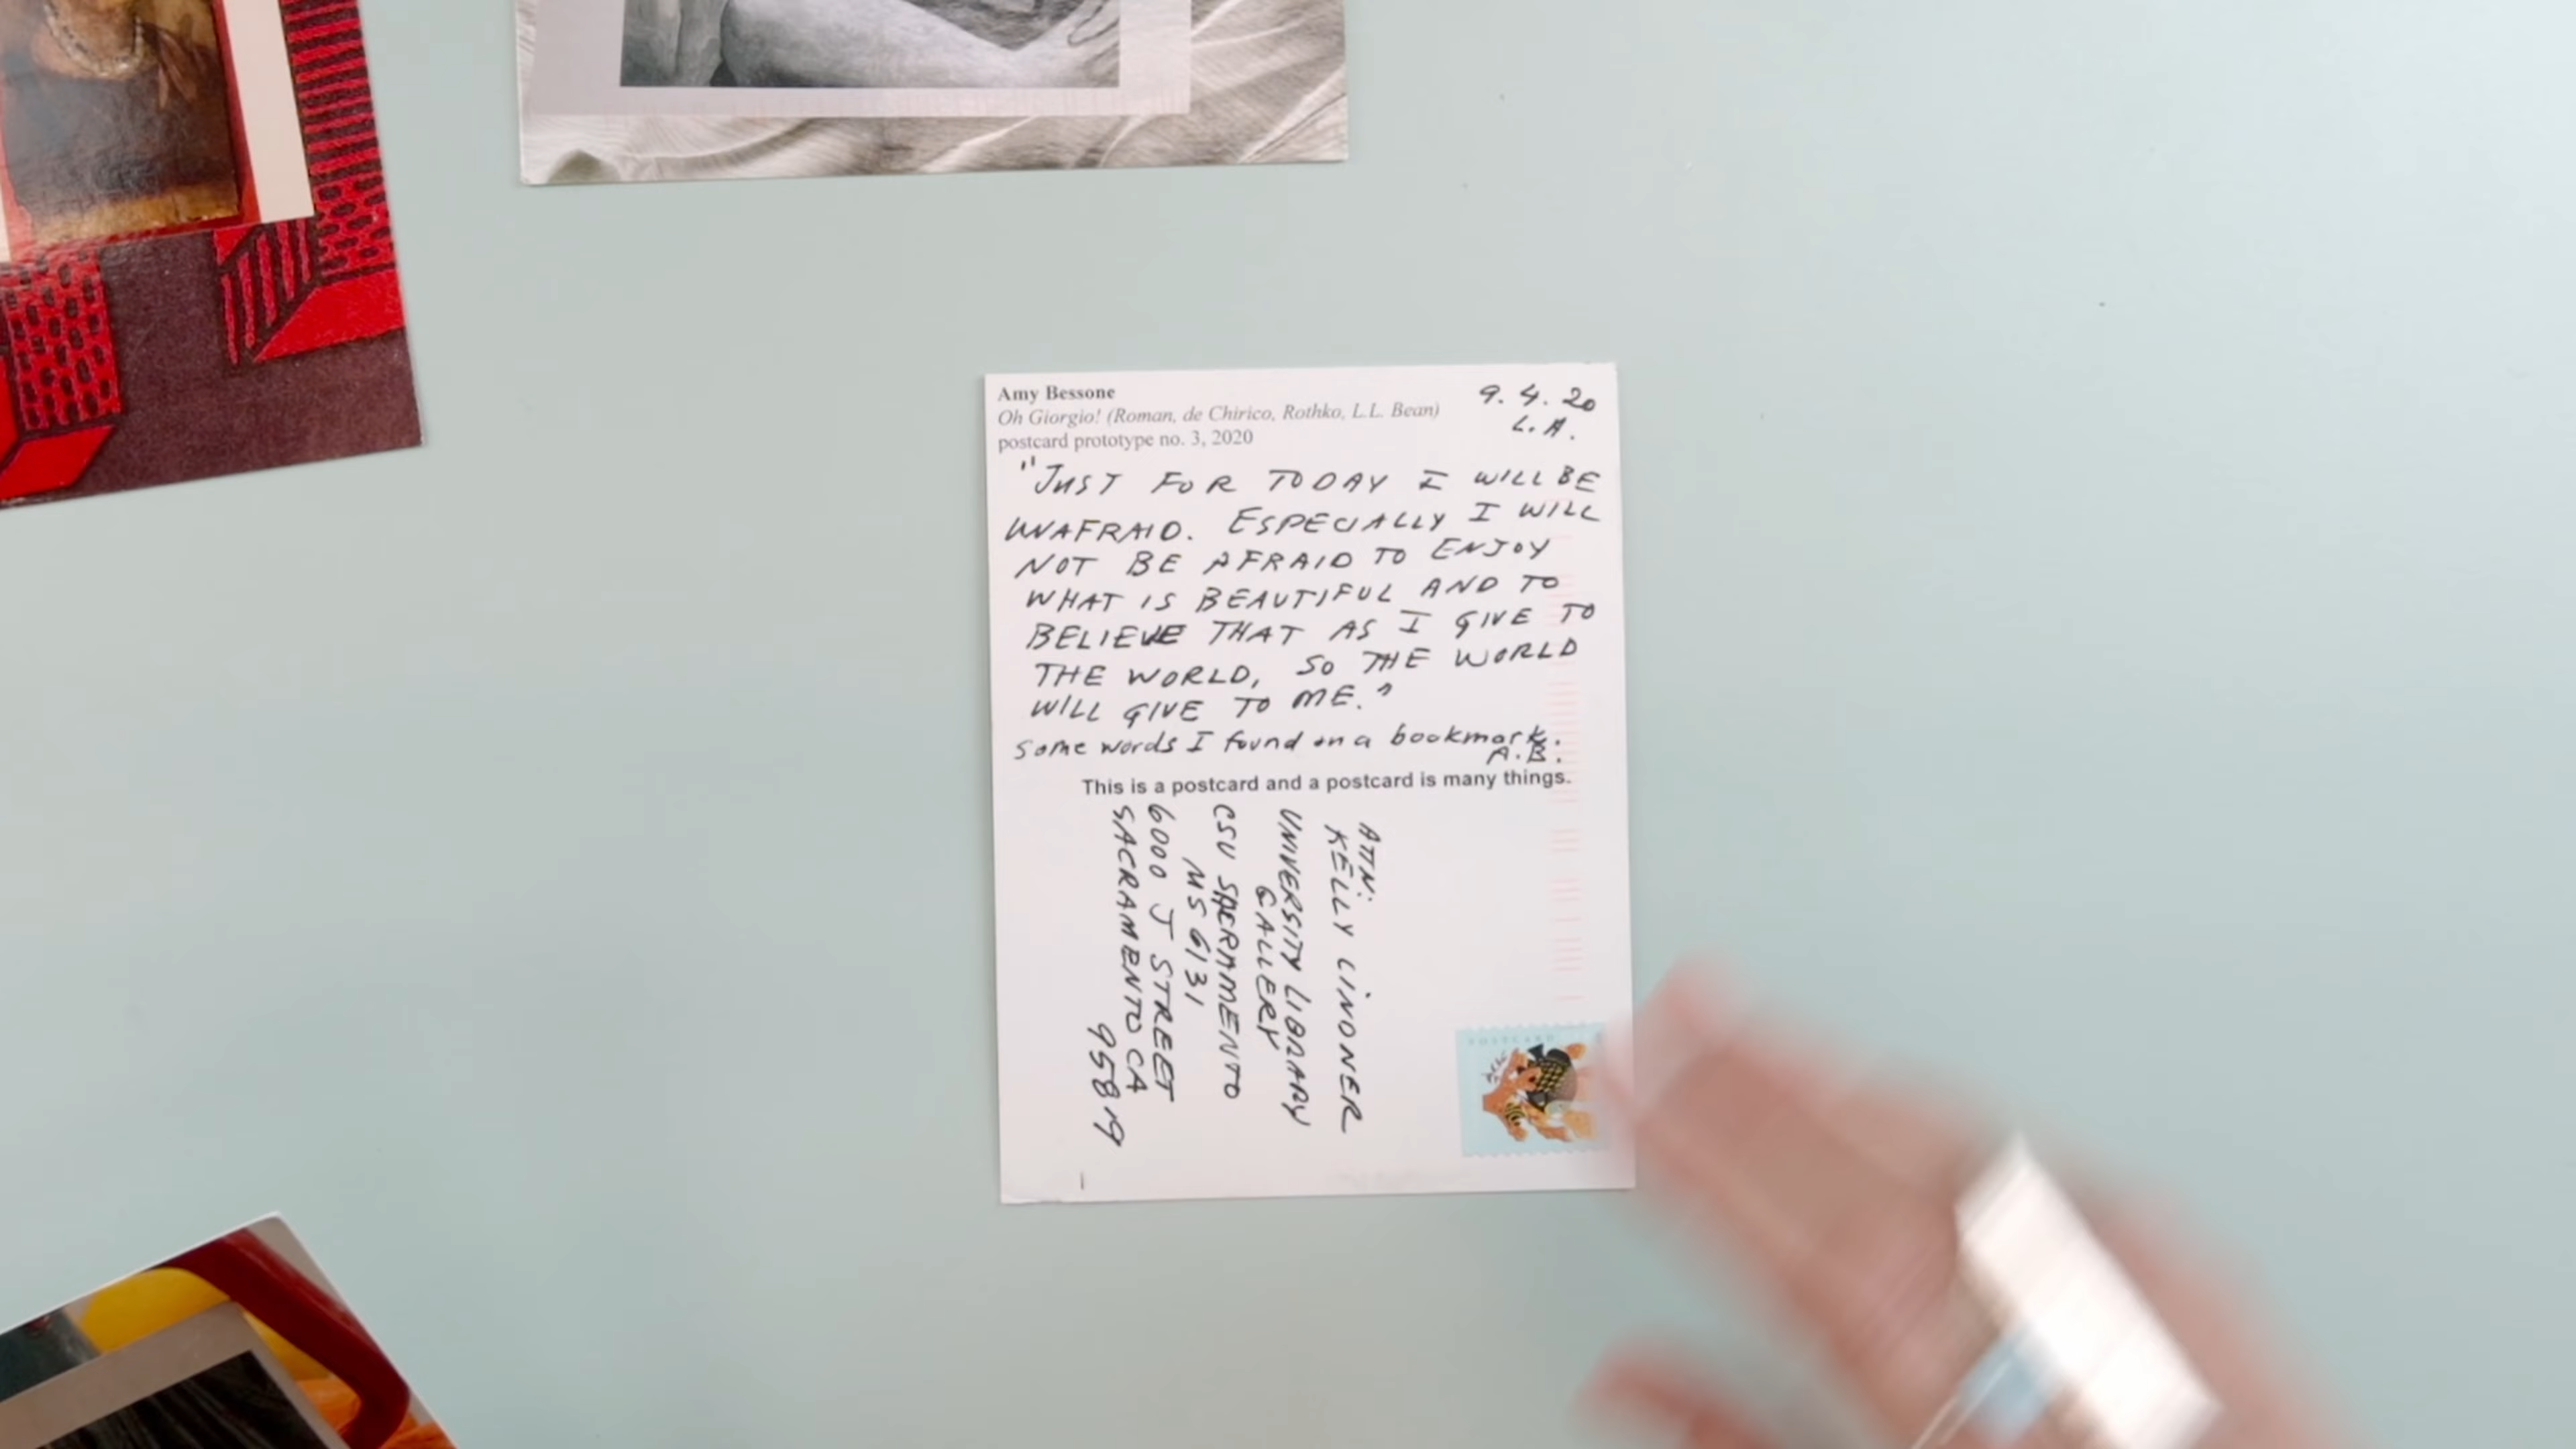 Amy Bessone
Oh Giorgio! (Roman, de Chirico, Rothko, L.L. Bean)
postcard prototype no. 3, 2020
9. 4. 20
L.A.
"JUST FOR TODAY I WILL BE
UNAFRAID. ESPECIALLY I WILL
NOT BE AFRAID TO ENJOY
WHAT IS BEAUTIFUL AND TO
BELIEVE THAT AS I GIVE TO
THE WORLD, SO THE WORLD
WILL GIVE TO ME."
Some words I found on a bookmark.
A.B.
This is a postcard and a postcard is many things.
ATTN:
KELLY LINDNER
UNIVERSITY LIBRARY
GALLERY
CSU SACRAMENTO
MS 6131
6000 J STREET
SACRAMENTO CA
95819
POSTCARD